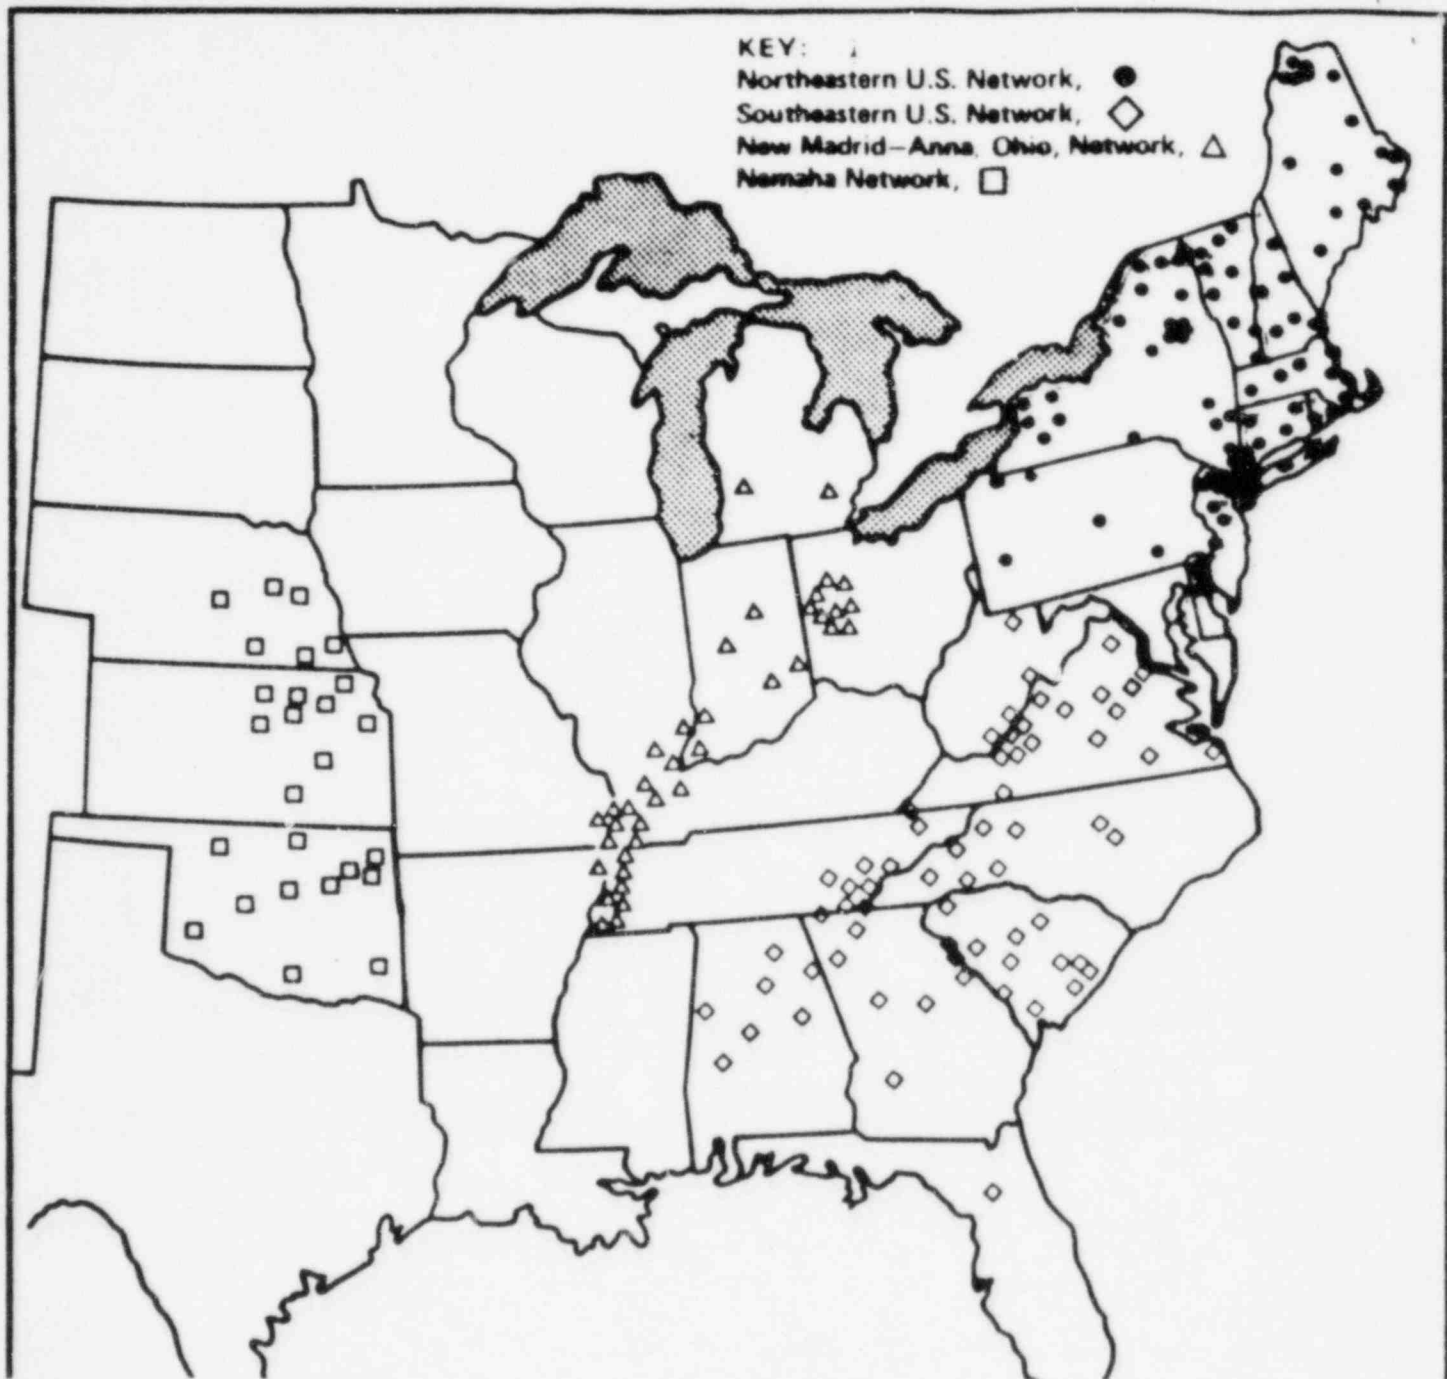 KEY:
Northeastern U.S. Network, ●
Southeastern U.S. Network, ◇
New Madrid–Anna, Ohio, Network, △
Nemaha Network, □